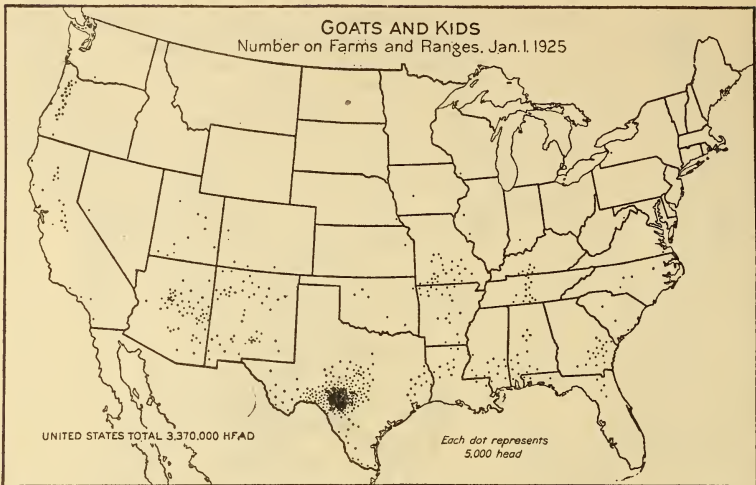 GOATS AND KIDS
Number on Farms and Ranges, Jan. 1, 1925
UNITED STATES TOTAL 3,370,000 HEAD
Each dot represents
5,000 head